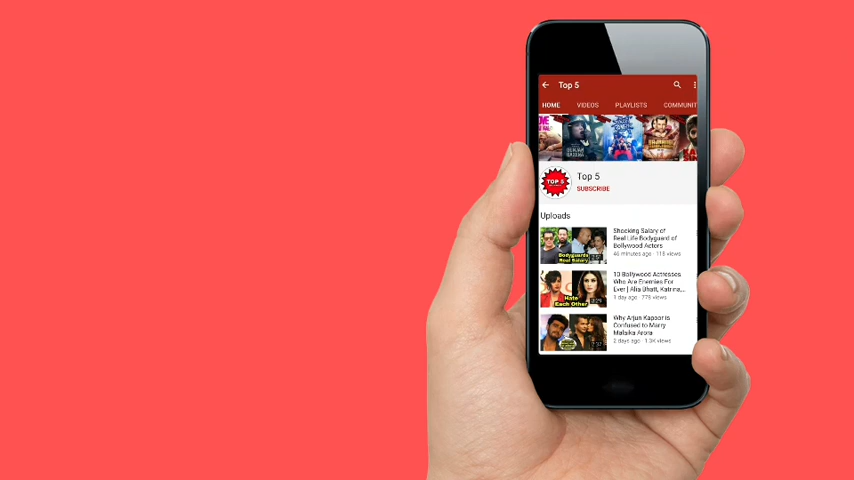 Top 5
HOME VIDEOS PLAYLISTS COMMUNIT
TOP 5
Top 5
SUBSCRIBE
Uploads
Shocking Salary of
Real Life Bodyguard of
Bollywood Actors
46 minutes ago · 118 views
Bodyguards
Real Salary
10 Bollywood Actresses
Who Are Enemies For
Ever | Alia Bhatt, Katrina,...
1 day ago · 778 views
Hate
Each Other
Why Arjun Kapoor is
Confused to Marry
Malaika Arora
2 days ago · 1.3K views